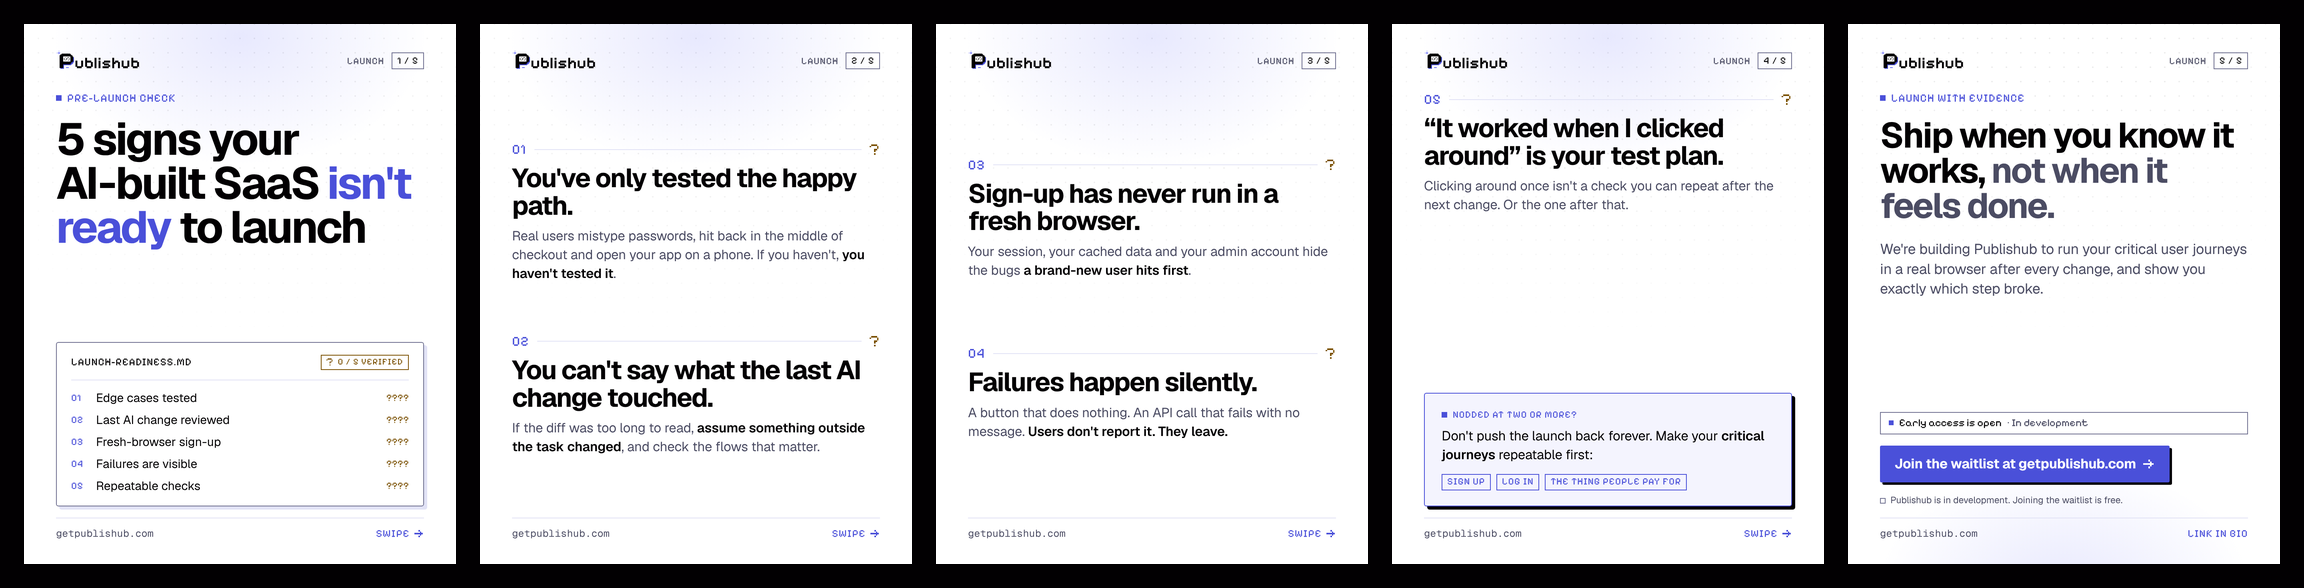 Publishub
LAUNCH 1/5
PRE-LAUNCH CHECK
5 signs your
AI-built SaaS isn't
ready to launch
LAUNCH-READINESS.MD
? 0/5 VERIFIED
01 Edge cases tested ????
02 Last AI change reviewed ????
03 Fresh-browser sign-up ????
04 Failures are visible ????
05 Repeatable checks ????
getpublishub.com
SWIPE →
Publishub
LAUNCH 2/5
01 ?
You've only tested the happy
path.
Real users mistype passwords, hit back in the middle of
checkout and open your app on a phone. If you haven't, you
haven't tested it.
02 ?
You can't say what the last AI
change touched.
If the diff was too long to read, assume something outside
the task changed, and check the flows that matter.
getpublishub.com
SWIPE →
Publishub
LAUNCH 3/5
03 ?
Sign-up has never run in a
fresh browser.
Your session, your cached data and your admin account hide
the bugs a brand-new user hits first.
04 ?
Failures happen silently.
A button that does nothing. An API call that fails with no
message. Users don't report it. They leave.
getpublishub.com
SWIPE →
Publishub
LAUNCH 4/5
05 ?
“It worked when I clicked
around” is your test plan.
Clicking around once isn't a check you can repeat after the
next change. Or the one after that.
NODDED AT TWO OR MORE?
Don't push the launch back forever. Make your critical
journeys repeatable first:
SIGN UP LOG IN THE THING PEOPLE PAY FOR
getpublishub.com
SWIPE →
Publishub
LAUNCH 5/5
LAUNCH WITH EVIDENCE
Ship when you know it
works, not when it
feels done.
We're building Publishub to run your critical user journeys
in a real browser after every change, and show you
exactly which step broke.
Early access is open · In development
Join the waitlist at getpublishub.com →
Publishub is in development. Joining the waitlist is free.
getpublishub.com
LINK IN BIO